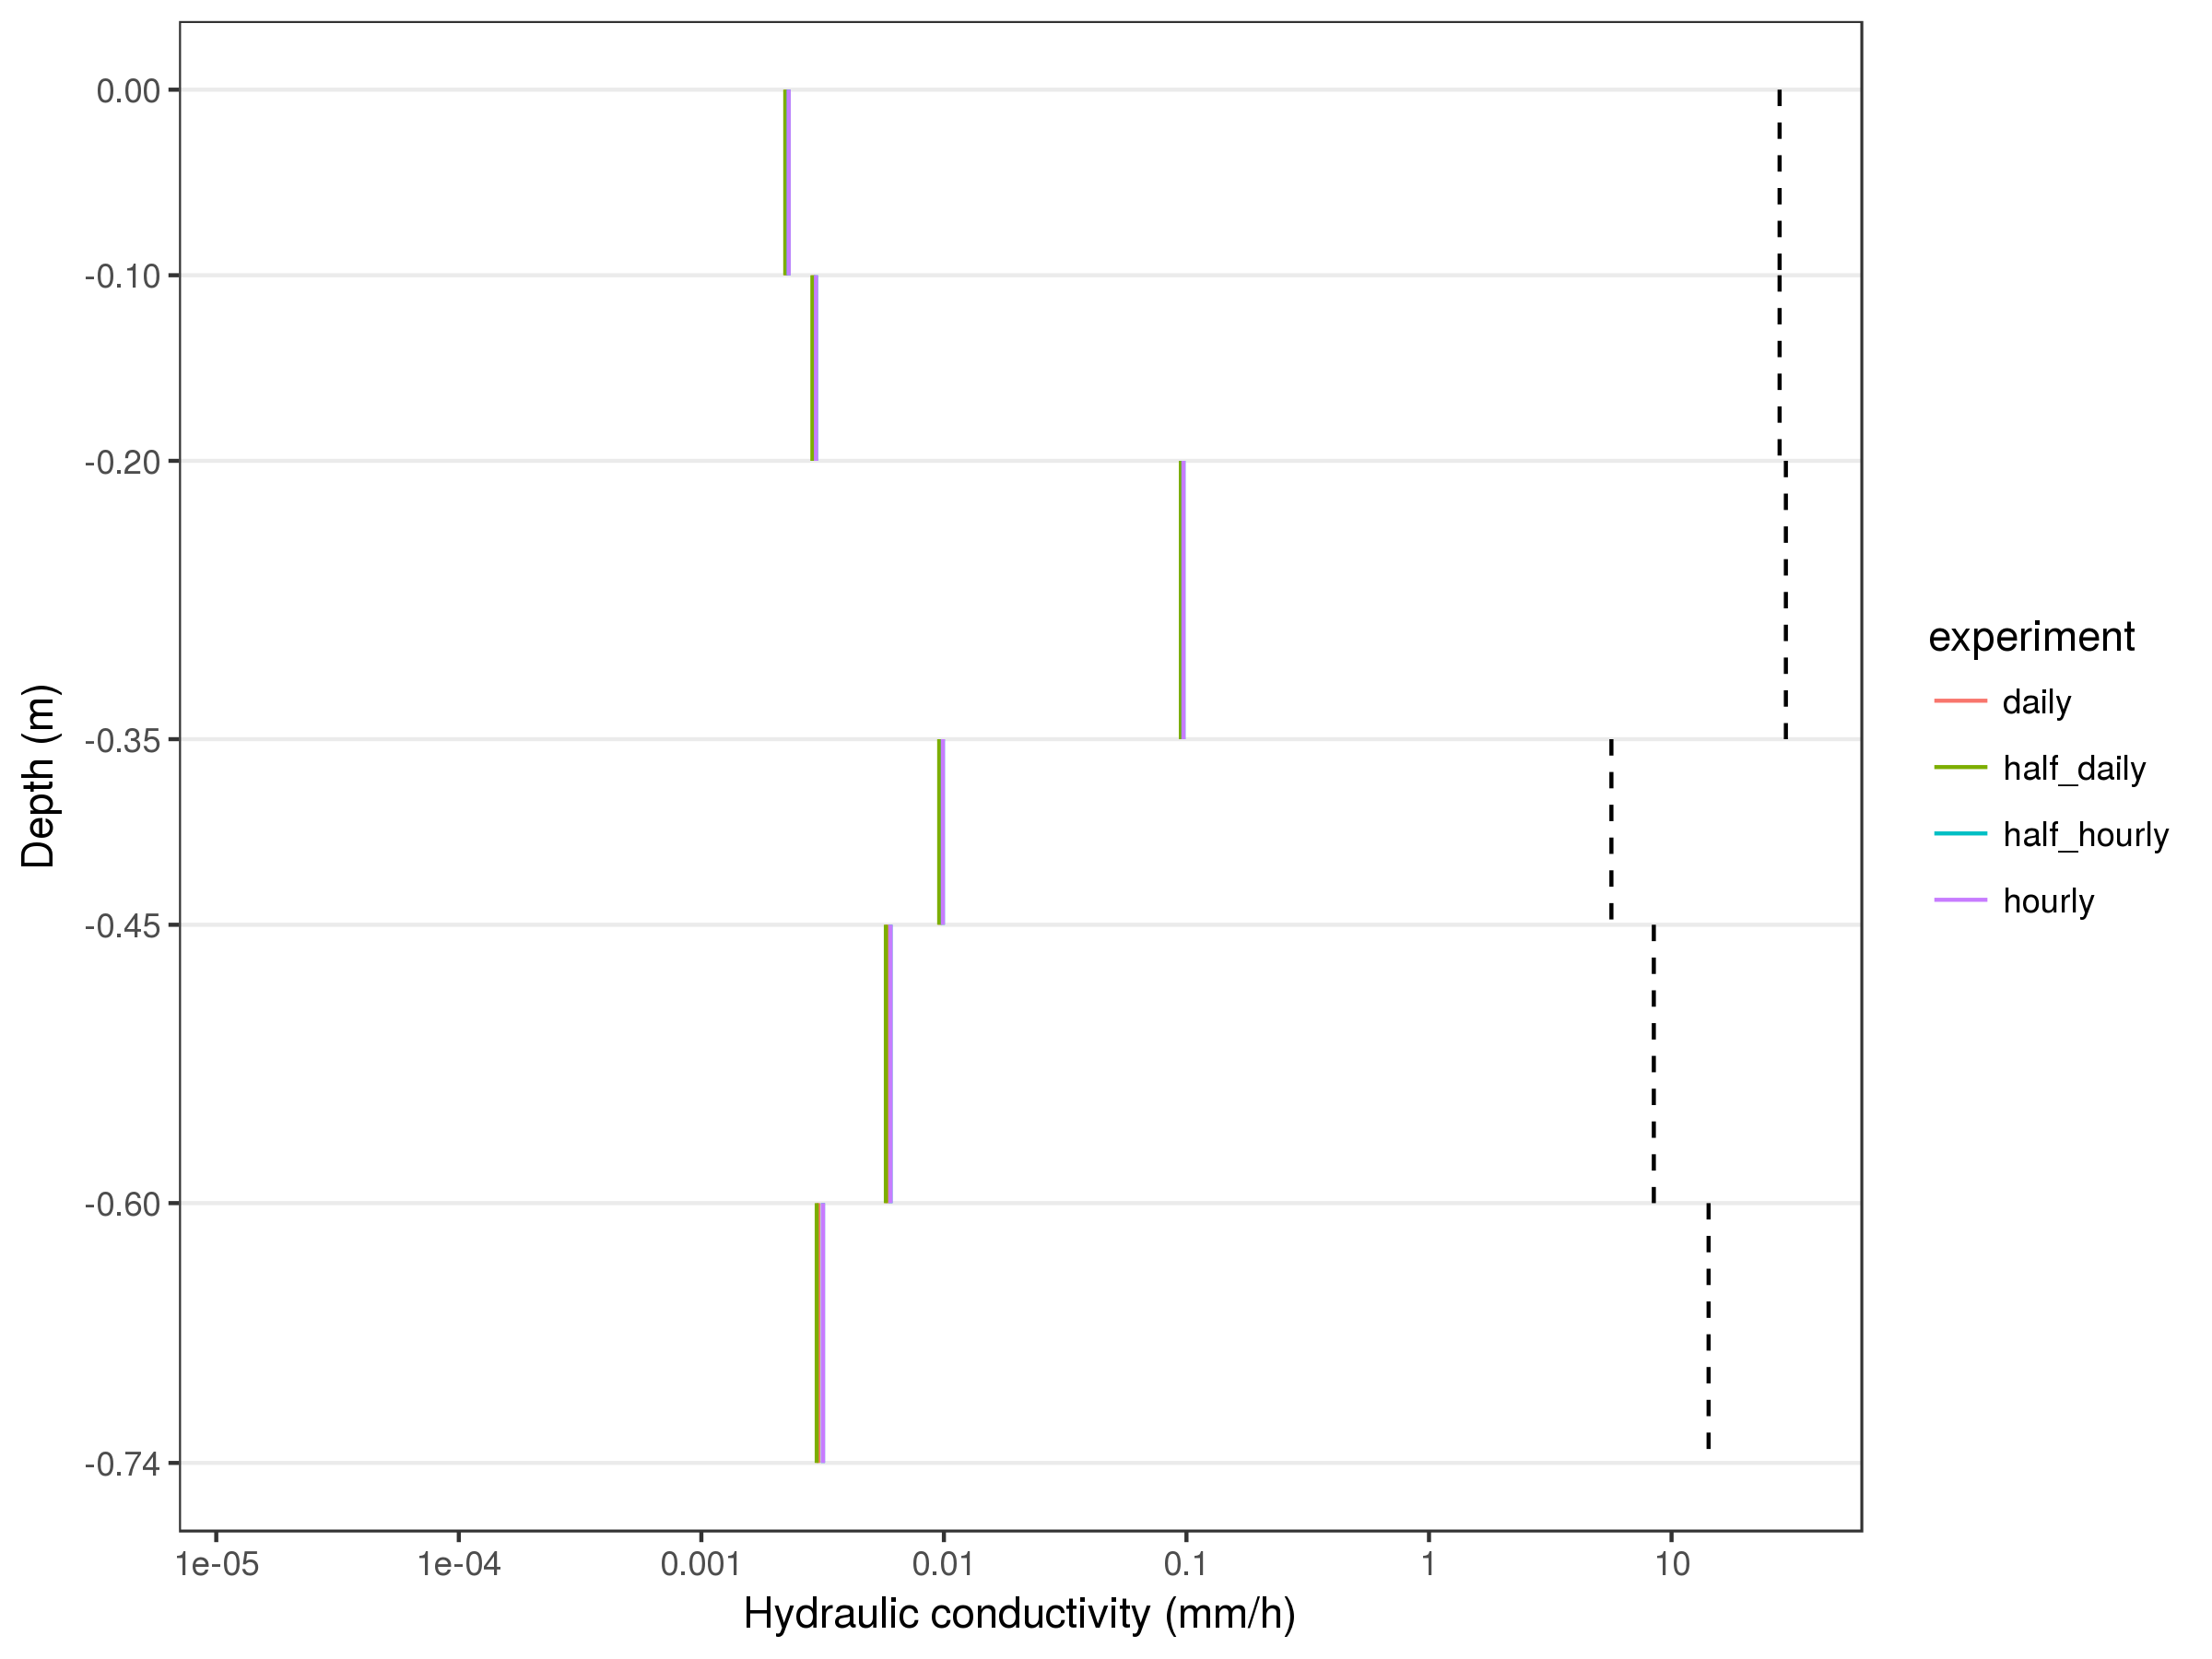 0.00
-0.10
-0.20
-0.35
-0.45
-0.60
-0.74
Depth (m)
1e-05 1e-04 0.001 0.01 0.1 1 10
Hydraulic conductivity (mm/h)
experiment
daily
half_daily
half_hourly
hourly